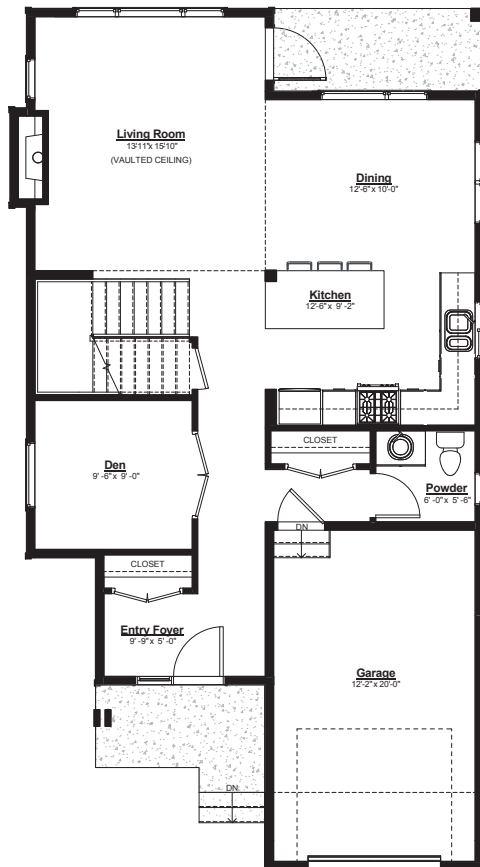 Living Room
13'11"x 15'10"
(VAULTED CEILING)
Dining
12'-6" x 10'-0"
Kitchen
12'-6" x 9'-2"
CLOSET
Den
9'-6" x 9'-0"
Powder
6'-0" x 5'-6"
DN
CLOSET
Entry Foyer
9'-9" x 5'-0"
Garage
12'-2" x 20'-0"
DN